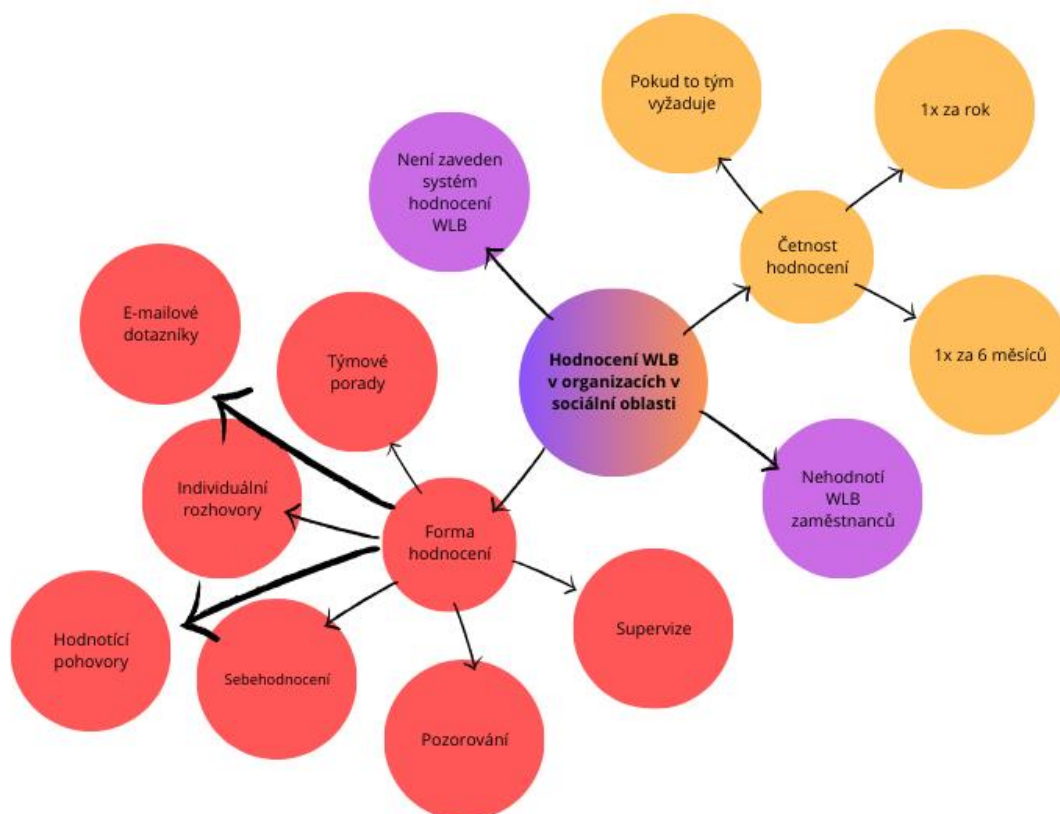 Pokud to tým
vyžaduje
1x za rok
Není zaveden
systém
hodnocení
WLB
Četnost
hodnocení
E-mailové
dotazníky
Týmové
porady
Hodnocení WLB
v organizacích v
sociální oblasti
1x za 6 měsíců
Individuální
rozhovory
Nehodnotí
WLB
zaměstnanců
Forma
hodnocení
Supervize
Hodnotící
pohovory
Sebehodnocení
Pozorování